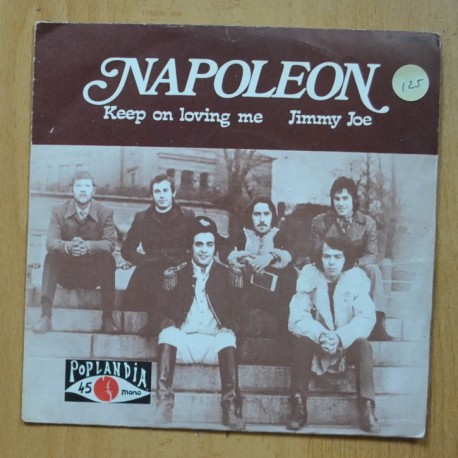 NAPOLEON
125
Keep on loving me Jimmy Joe
POPLANDIA
45
mono